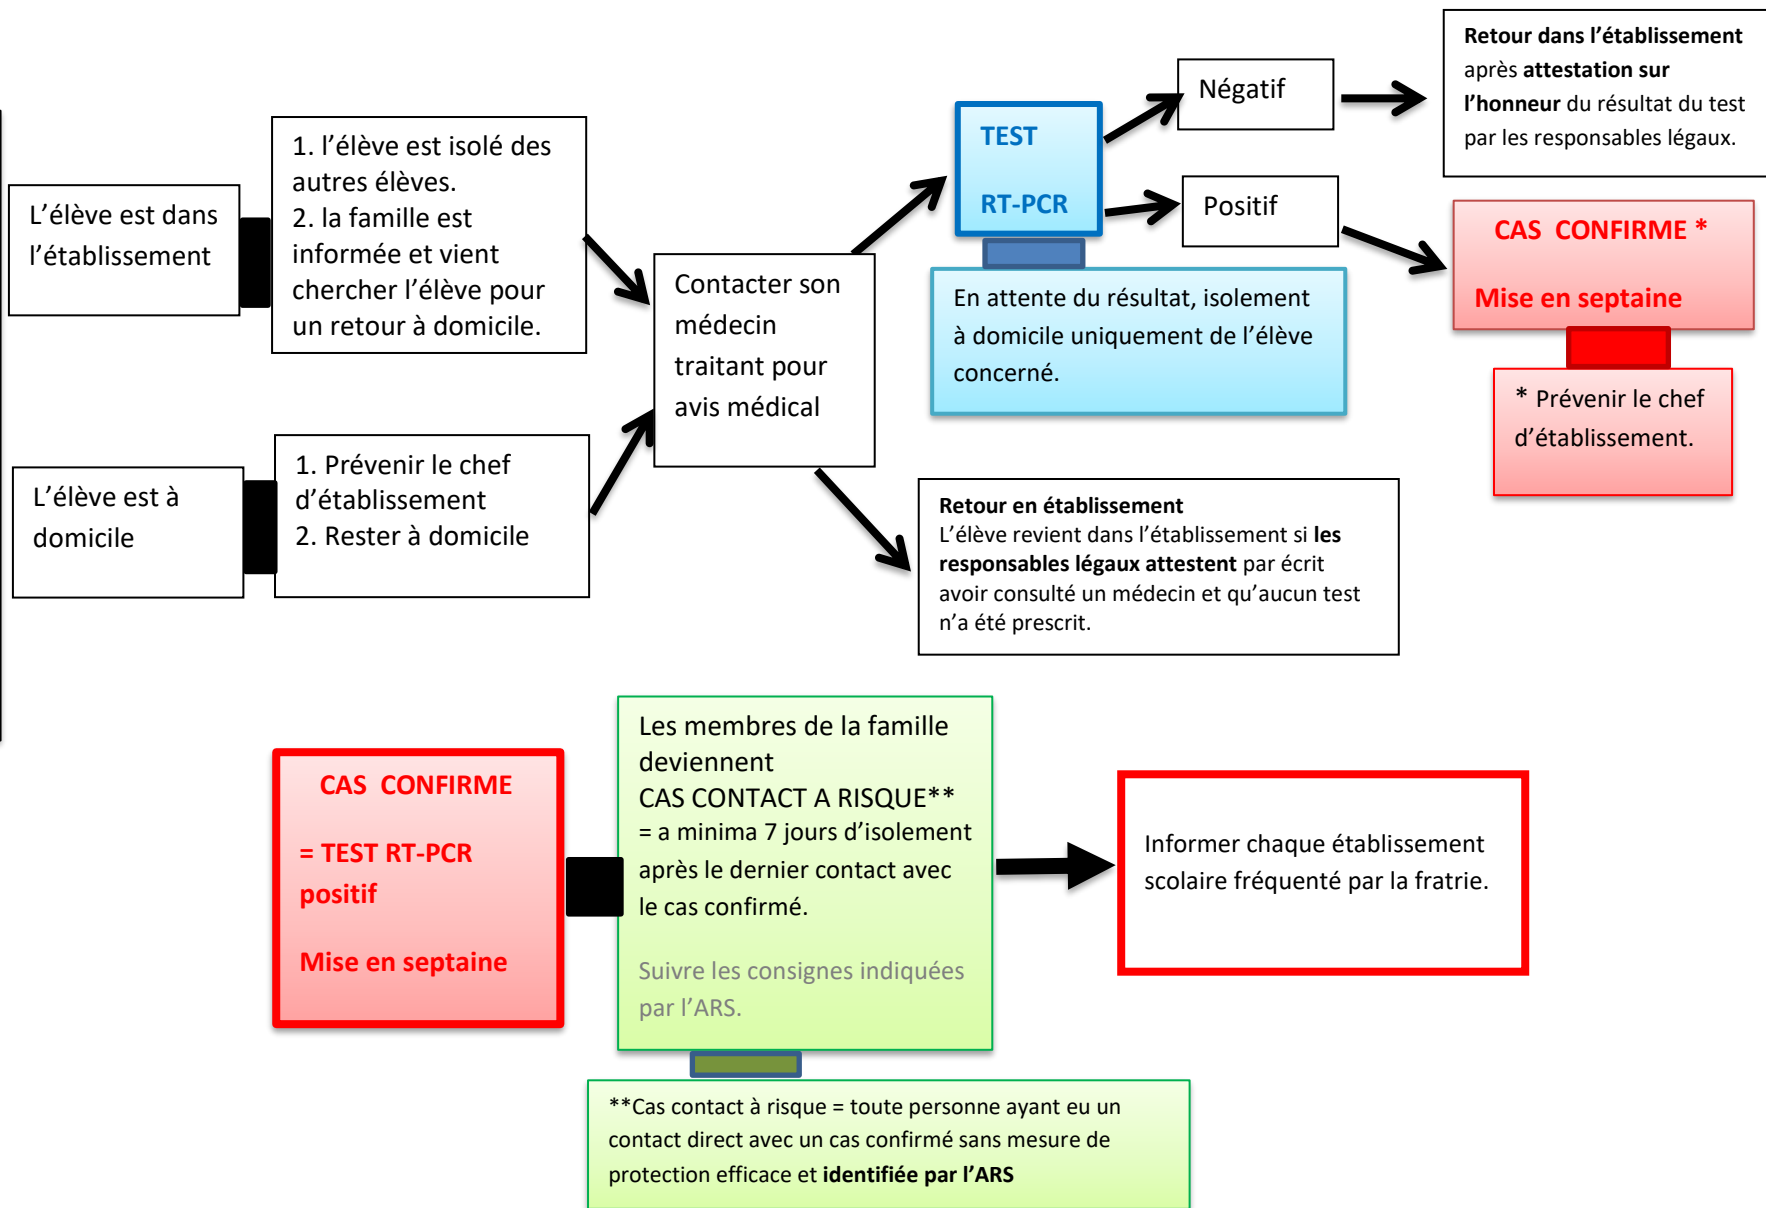 L’élève est dans
l’établissement
1. l’élève est isolé des
autres élèves.
2. la famille est
informée et vient
chercher l’élève pour
un retour à domicile.
L’élève est à
domicile
1. Prévenir le chef
d’établissement
2. Rester à domicile
Contacter son
médecin
traitant pour
avis médical
TEST
RT-PCR
En attente du résultat, isolement
à domicile uniquement de l’élève
concerné.
Négatif
Retour dans l’établissement
après attestation sur
l’honneur du résultat du test
par les responsables légaux.
Positif
CAS CONFIRME *
Mise en septaine
* Prévenir le chef
d’établissement.
Retour en établissement
L’élève revient dans l’établissement si les
responsables légaux attestent par écrit
avoir consulté un médecin et qu’aucun test
n’a été prescrit.
CAS CONFIRME
= TEST RT-PCR
positif
Mise en septaine
Les membres de la famille
deviennent
CAS CONTACT A RISQUE**
= a minima 7 jours d’isolement
après le dernier contact avec
le cas confirmé.
Suivre les consignes indiquées
par l’ARS.
Informer chaque établissement
scolaire fréquenté par la fratrie.
**Cas contact à risque = toute personne ayant eu un
contact direct avec un cas confirmé sans mesure de
protection efficace et identifiée par l’ARS